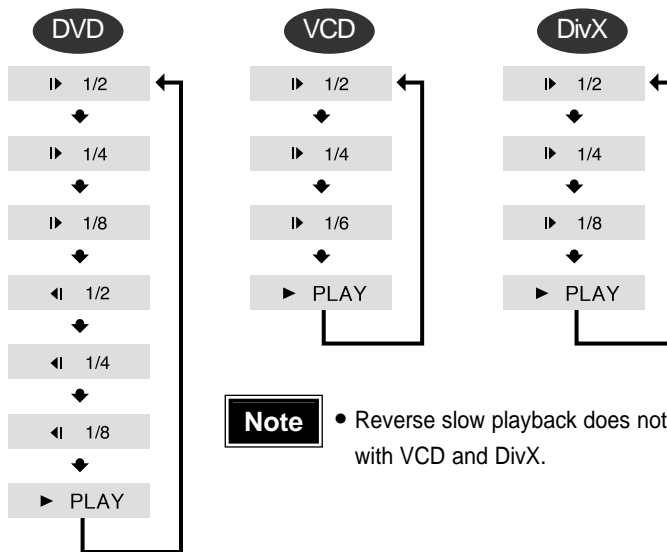 DVD
1/2
1/4
1/8
1/2
1/4
1/8
PLAY
VCD
1/2
1/4
1/6
PLAY
DivX
1/2
1/4
1/8
PLAY
Note
• Reverse slow playback does not
with VCD and DivX.